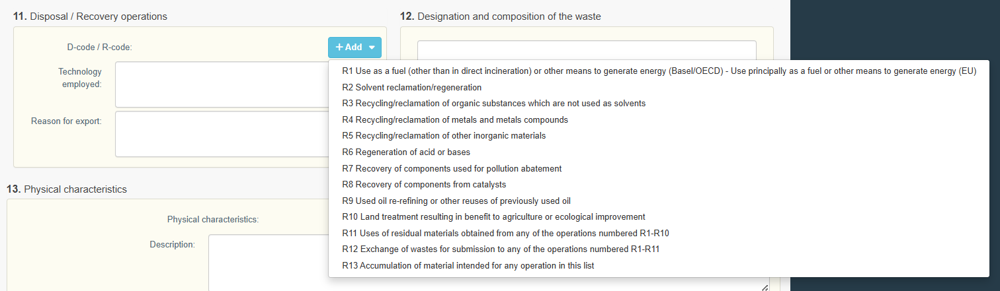 11. Disposal / Recovery operations
12. Designation and composition of the waste
D-code / R-code:
+ Add
Technology
employed:
Reason for export:
R1 Use as a fuel (other than in direct incineration) or other means to generate energy (Basel/OECD) - Use principally as a fuel or other means to generate energy (EU)
R2 Solvent reclamation/regeneration
R3 Recycling/reclamation of organic substances which are not used as solvents
R4 Recycling/reclamation of metals and metals compounds
R5 Recycling/reclamation of other inorganic materials
R6 Regeneration of acid or bases
R7 Recovery of components used for pollution abatement
R8 Recovery of components from catalysts
R9 Used oil re-refining or other reuses of previously used oil
R10 Land treatment resulting in benefit to agriculture or ecological improvement
R11 Uses of residual materials obtained from any of the operations numbered R1-R10
R12 Exchange of wastes for submission to any of the operations numbered R1-R11
R13 Accumulation of material intended for any operation in this list
13. Physical characteristics
Physical characteristics:
Description: